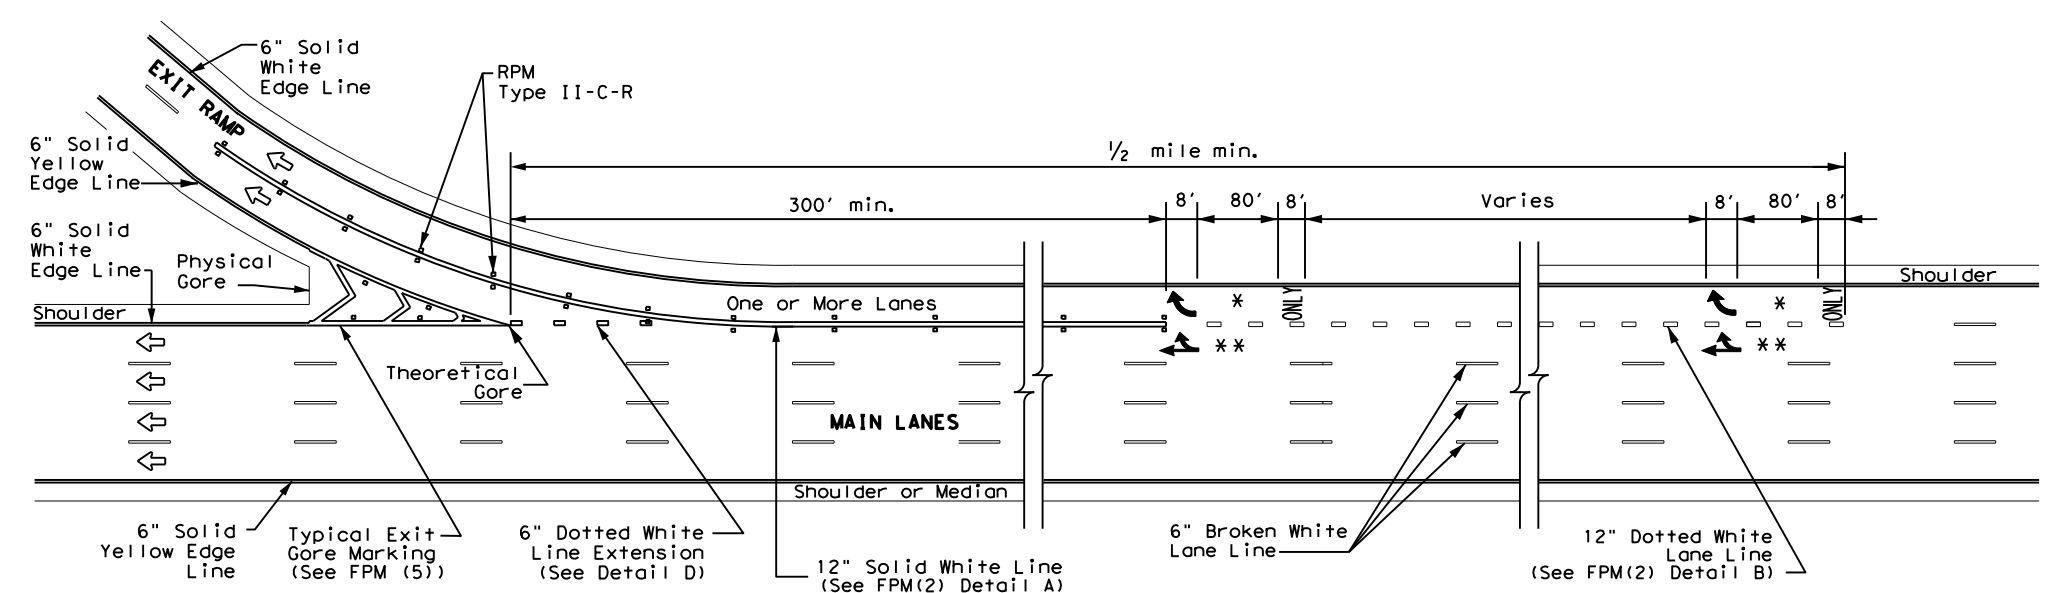 6" Solid
White
Edge Line
EXIT RAMP
RPM
Type II-C-R
6" Solid
Yellow
Edge Line
½ mile min.
300' min.
8'
80'
8'
Varies
8'
80'
8'
6" Solid
White
Edge Line
Physical
Gore
Shoulder
Shoulder
One or More Lanes
*
ONLY
*
ONLY
**
**
Theoretical
Gore
MAIN LANES
Shoulder or Median
6" Solid
Yellow Edge
Line
Typical Exit
Gore Marking
(See FPM (5))
6" Dotted White
Line Extension
(See Detail D)
12" Solid White Line
(See FPM(2) Detail A)
6" Broken White
Lane Line
12" Dotted White
Lane Line
(See FPM(2) Detail B)